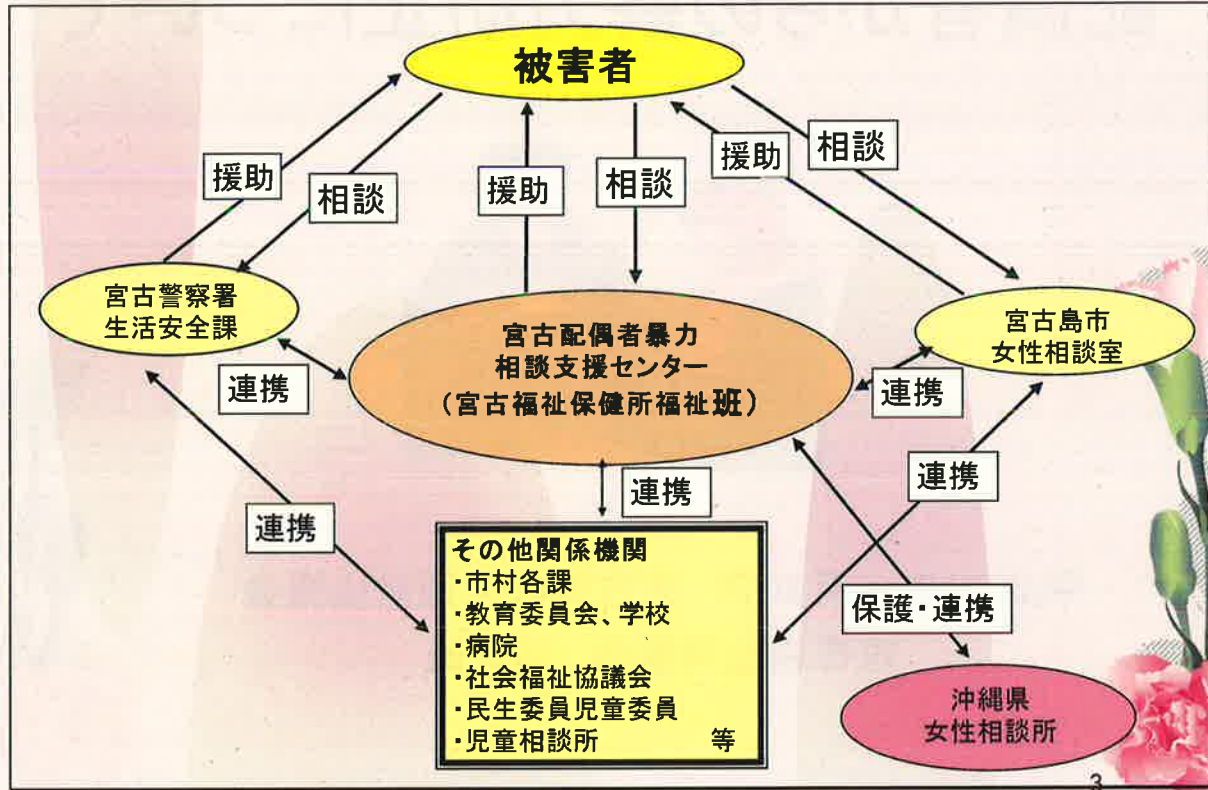 被害者
援助
相談
援助
相談
援助
相談
宮古警察署
生活安全課
宮古配偶者暴力
相談支援センター
（宮古福祉保健所福祉班）
宮古島市
女性相談室
連携
連携
連携
連携
連携
その他関係機関
・市村各課
・教育委員会、学校
・病院
・社会福祉協議会
・民生委員児童委員
・児童相談所 等
保護・連携
沖縄県
女性相談所
3